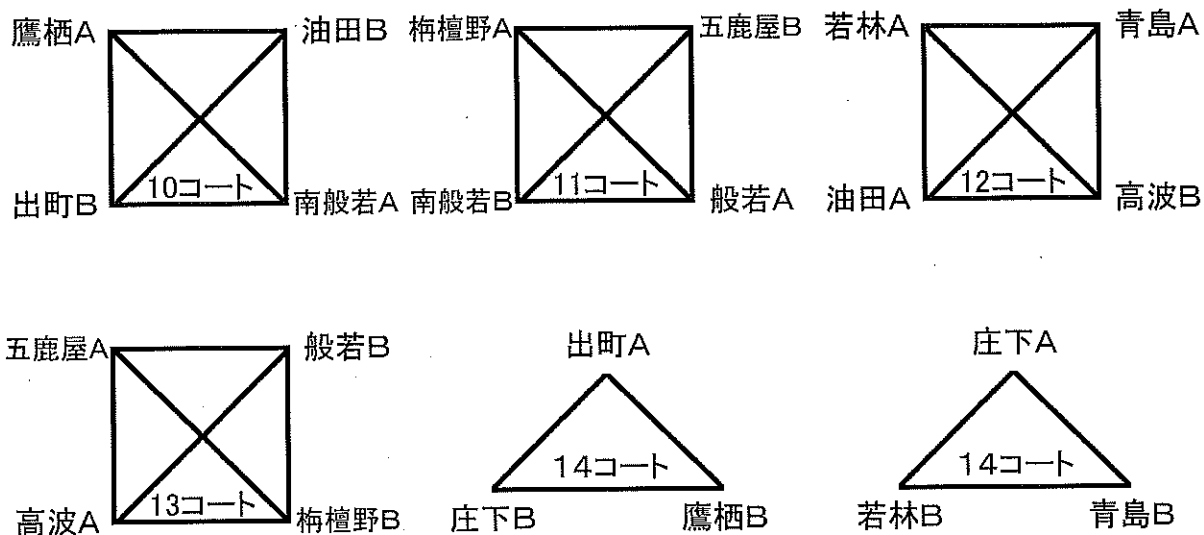 鷹栖A 油田B 栴檀野A 五鹿屋B 若林A 青島A
10コート 11コート 12コート
出町B 南般若A 南般若B 般若A 油田A 高波B
出町A 庄下A
五鹿屋A 般若B
14コート 14コート
13コート
高波A 栴檀野B 庄下B 鷹栖B 若林B 青島B